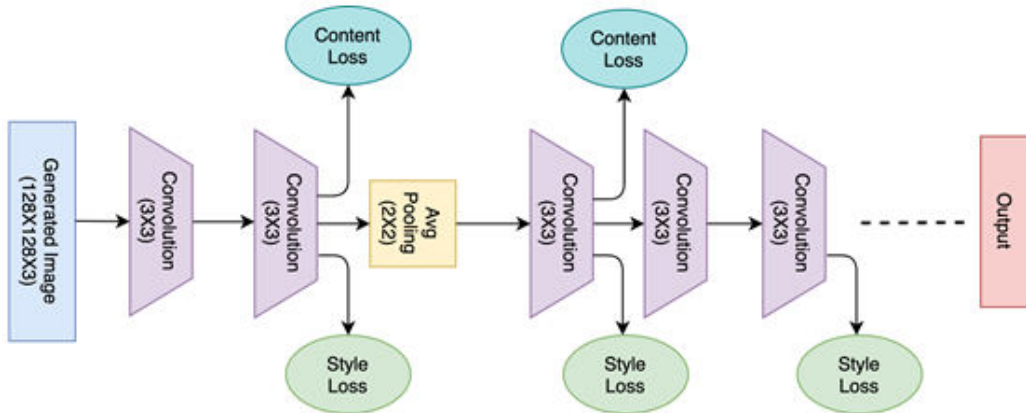 Content
Loss
Content
Loss
Generated Image
(128X128X3)
Convolution
(3X3)
Convolution
(3X3)
Avg
Pooling
(2X2)
Convolution
(3X3)
Convolution
(3X3)
Convolution
(3X3)
Output
Style
Loss
Style
Loss
Style
Loss